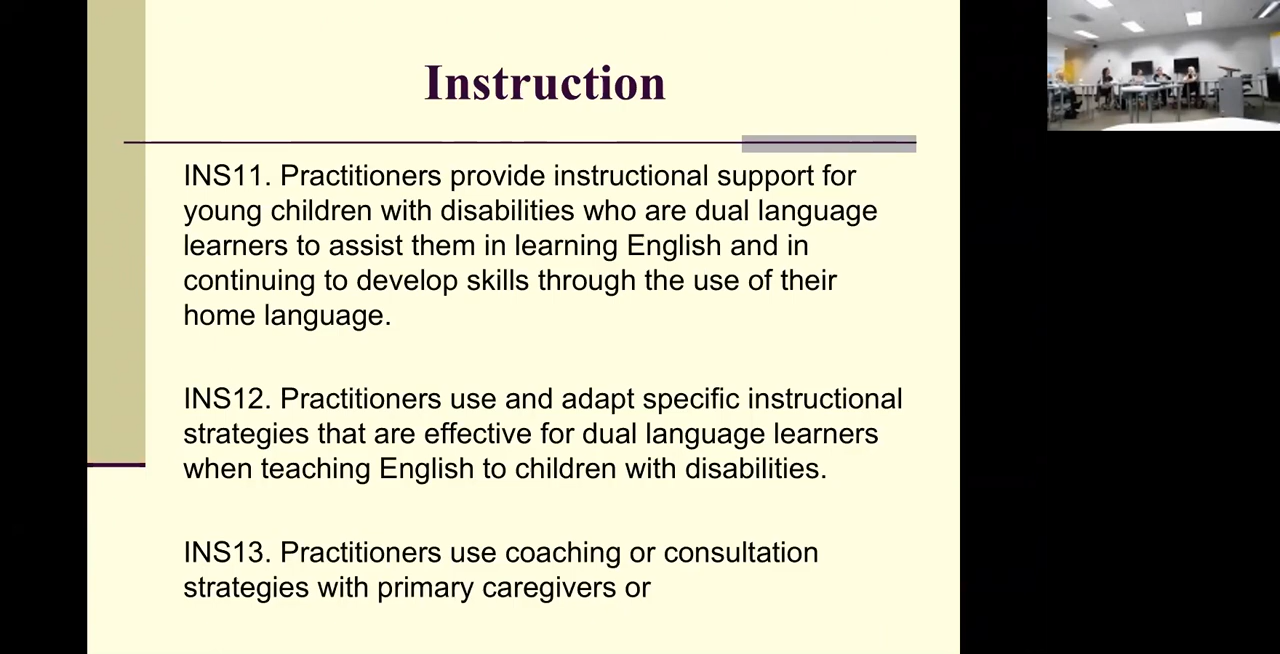 Instruction
INS11. Practitioners provide instructional support for
young children with disabilities who are dual language
learners to assist them in learning English and in
continuing to develop skills through the use of their
home language.
INS12. Practitioners use and adapt specific instructional
strategies that are effective for dual language learners
when teaching English to children with disabilities.
INS13. Practitioners use coaching or consultation
strategies with primary caregivers or